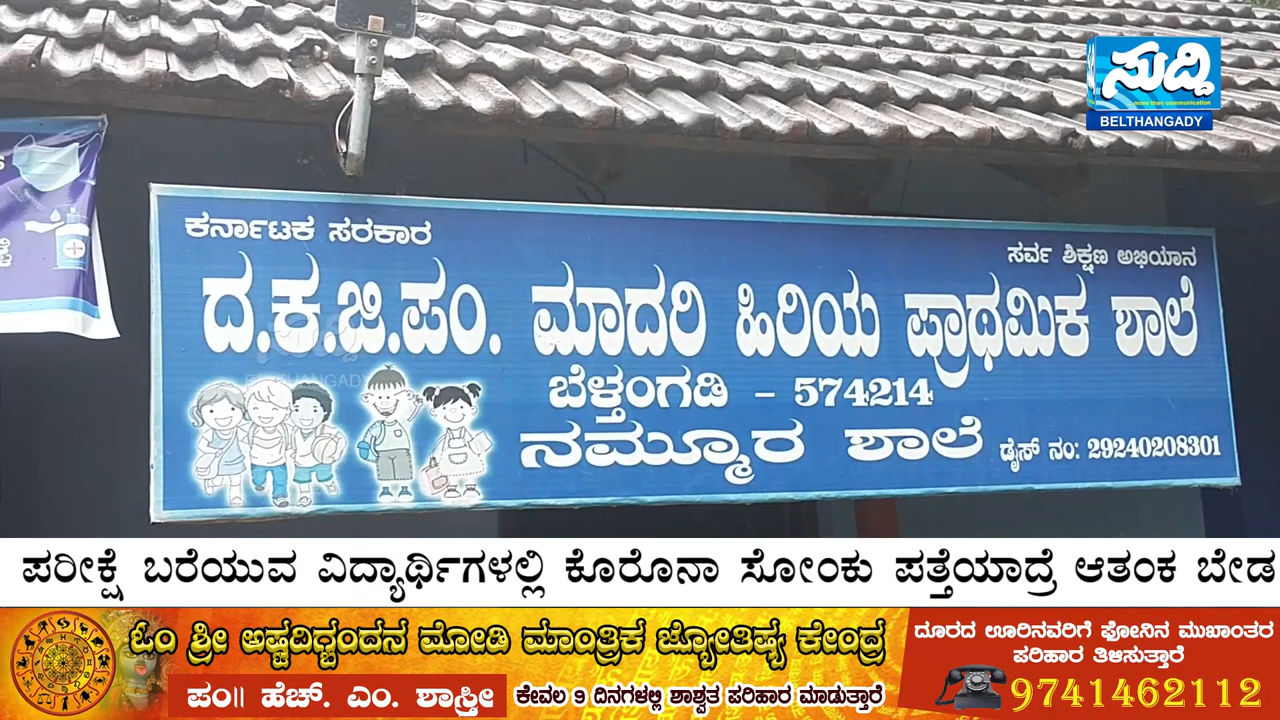 ಸುದ್ದಿ
more than communication
BELTHANGADY
ಕರ್ನಾಟಕ ಸರಕಾರ
ಸರ್ವ ಶಿಕ್ಷಣ ಅಭಿಯಾನ
ದ.ಕ.ಜಿ.ಪಂ. ಮಾದರಿ ಹಿರಿಯ ಪ್ರಾಥಮಿಕ ಶಾಲೆ
ಬೆಳ್ತಂಗಡಿ - 574214
ನಮ್ಮೂರ ಶಾಲೆ ಡೈಸ್ ನಂ: 29240208301
ಪರೀಕ್ಷೆ ಬರೆಯುವ ವಿದ್ಯಾರ್ಥಿಗಳಲ್ಲಿ ಕೊರೊನಾ ಸೋಂಕು ಪತ್ತೆಯಾದ್ರೆ ಆತಂಕ ಬೇಡ
ಓಂ ಶ್ರೀ ಅಷ್ಟದಿಗ್ಬಂದನ ಮೋಡಿ ಮಾಂತ್ರಿಕ ಜ್ಯೋತಿಷ್ಯ ಕೇಂದ್ರ
ಪಂ॥ ಹೆಚ್. ಎಂ. ಶಾಸ್ತ್ರೀ ಕೇವಲ 9 ದಿನಗಳಲ್ಲಿ ಶಾಶ್ವತ ಪರಿಹಾರ ಮಾಡುತ್ತಾರೆ
ದೂರದ ಊರಿನವರಿಗೆ ಫೋನಿನ ಮುಖಾಂತರ
ಪರಿಹಾರ ತಿಳಿಸುತ್ತಾರೆ
9741462112